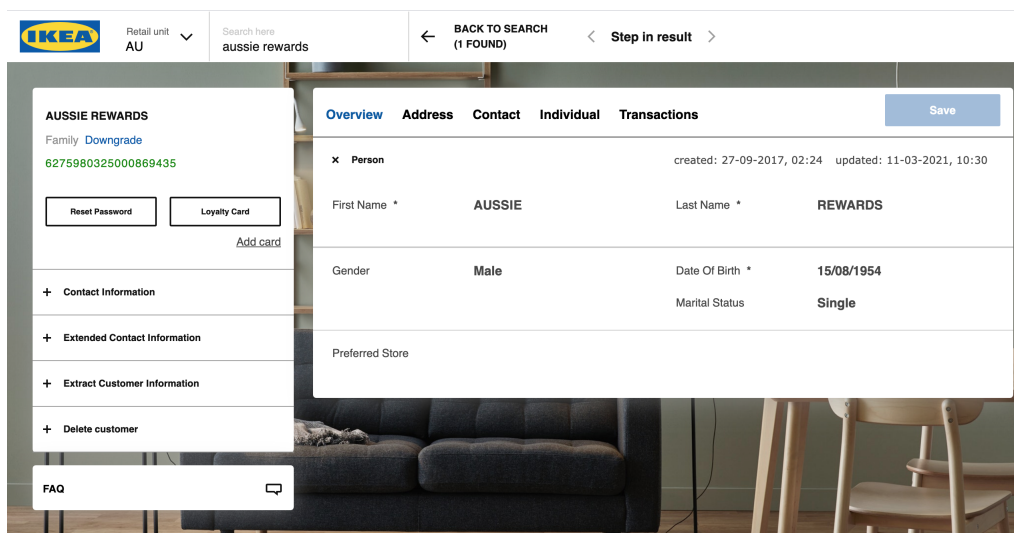 IKEA
Retail unit
AU
Search here
aussie rewards
BACK TO SEARCH
(1 FOUND)
Step in result
AUSSIE REWARDS
Family Downgrade
6275980325000869435
Reset Password
Loyalty Card
Add card
+ Contact Information
+ Extended Contact Information
+ Extract Customer Information
+ Delete customer
FAQ
Overview Address Contact Individual Transactions
Save
× Person
created: 27-09-2017, 02:24 updated: 11-03-2021, 10:30
First Name * AUSSIE Last Name * REWARDS
Gender Male Date Of Birth * 15/08/1954
Marital Status Single
Preferred Store